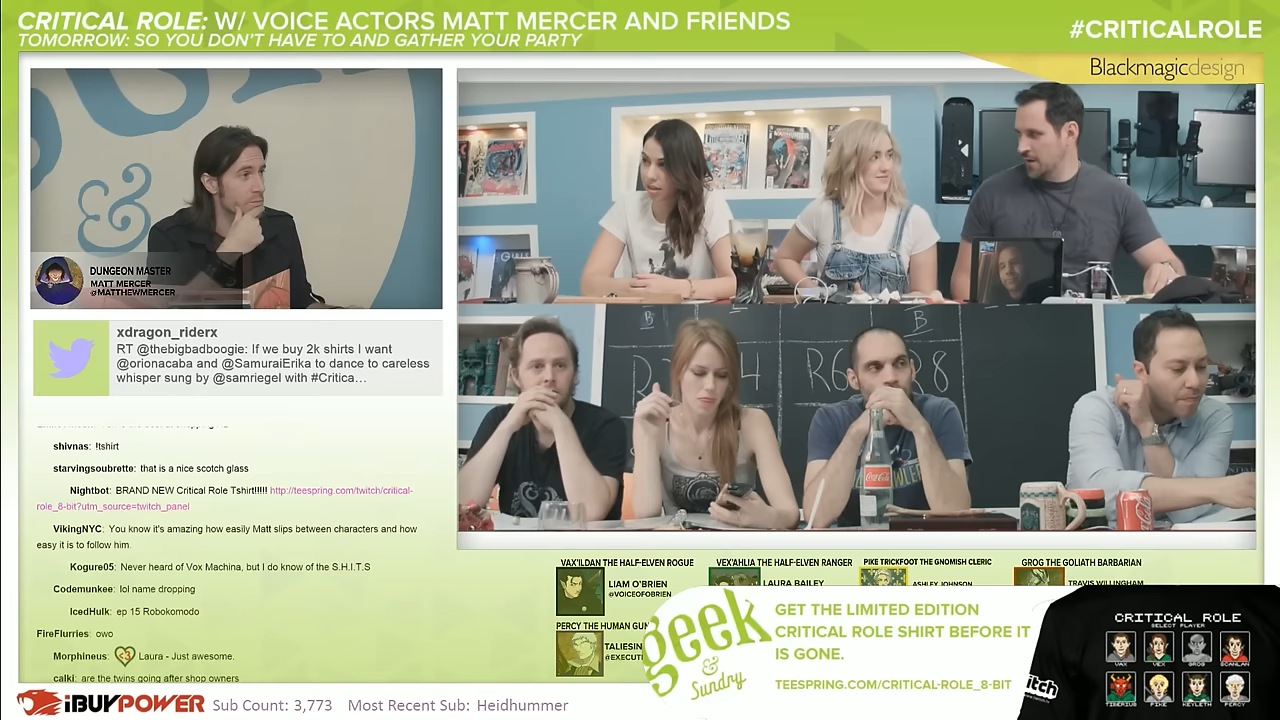 CRITICAL ROLE: W/ VOICE ACTORS MATT MERCER AND FRIENDS
TOMORROW: SO YOU DON'T HAVE TO AND GATHER YOUR PARTY
#CRITICALROLE
Blackmagicdesign
&
DUNGEON MASTER
MATT MERCER
@MATTHEWMERCER
xdragon_riderx
RT @thebigbadboogie: If we buy 2k shirts I want
@orionacaba and @SamuraiErika to dance to careless
whisper sung by @samriegel with #Critica…
shivnas: !tshirt
starvingsoubrette: that is a nice scotch glass
Nightbot: BRAND NEW Critical Role Tshirt!!!!! http://teespring.com/twitch/critical-
role_8-bit?utm_source=twitch_panel
VikingNYC: You know it's amazing how easily Matt slips between characters and how
easy it is to follow him.
Kogure05: Never heard of Vox Machina, but I do know of the S.H.I.T.S
Codemunkee: lol name dropping
IcedHulk: ep 15 Robokomodo
FireFlurries: owo
Morphineus: <3 Laura - Just awesome.
calki: are the twins going after shop owners
B
B
R
4
R6
8
Coca-Cola
VAX'ILDAN THE HALF-ELVEN ROGUE
LIAM O'BRIEN
@VOICEOFOBRIEN
VEX'AHLIA THE HALF-ELVEN RANGER
LAURA BAILEY
PIKE TRICKFOOT THE GNOMISH CLERIC
ASHLEY JOHNSON
GROG THE GOLIATH BARBARIAN
TRAVIS WILLINGHAM
PERCY THE HUMAN GUN
TALIESIN
@EXECUTI
geek
&
Sundry
GET THE LIMITED EDITION
CRITICAL ROLE SHIRT BEFORE IT
IS GONE.
TEESPRING.COM/CRITICAL-ROLE_8-BIT
itch
CRITICAL ROLE
SELECT PLAYER
VAX VEX GROG SCANLAN
TIBERIUS PIKE KEYLETH PERCY
iBUYPOWER
Sub Count: 3,773 Most Recent Sub: Heidhummer